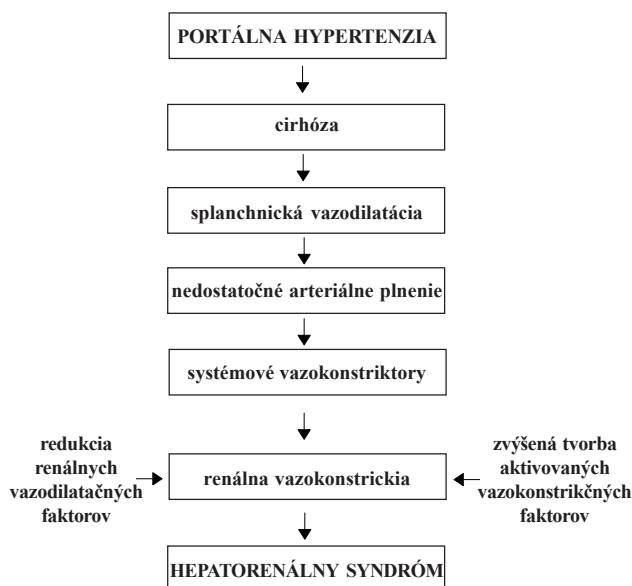 PORTÁLNA HYPERTENZIA
cirhóza
splanchnická vazodilatácia
nedostatočné arteriálne plnenie
systémové vazokonstriktory
redukcia
renálnych
vazodilatačných
faktorov
renálna vazokonstrickia
zvýšená tvorba
aktivovaných
vazokonstrikčných
faktorov
HEPATORENÁLNY SYNDRÓM